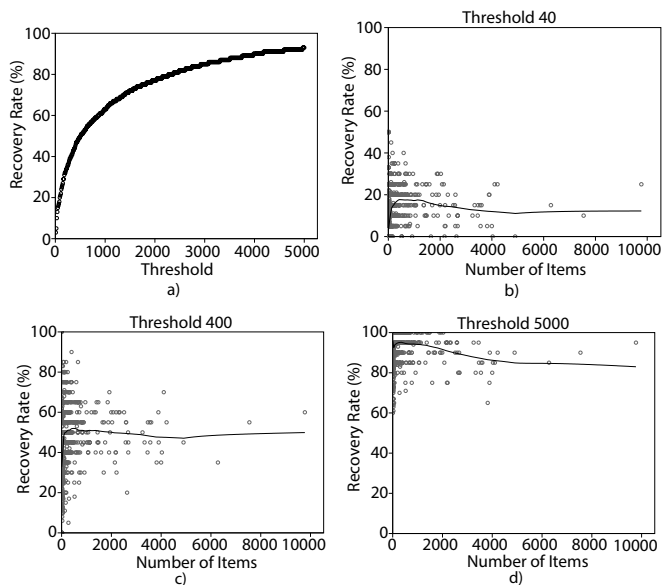 100
80
60
40
20
0
Recovery Rate (%)
0 1000 2000 3000 4000 5000
Threshold
a)
Threshold 40
100
80
60
40
20
0
Recovery Rate (%)
0 2000 4000 6000 8000 10000
Number of Items
b)
Threshold 400
100
80
60
40
20
0
Recovery Rate (%)
0 2000 4000 6000 8000 10000
Number of Items
c)
Threshold 5000
100
80
60
40
20
0
Recovery Rate (%)
0 2000 4000 6000 8000 10000
Number of Items
d)